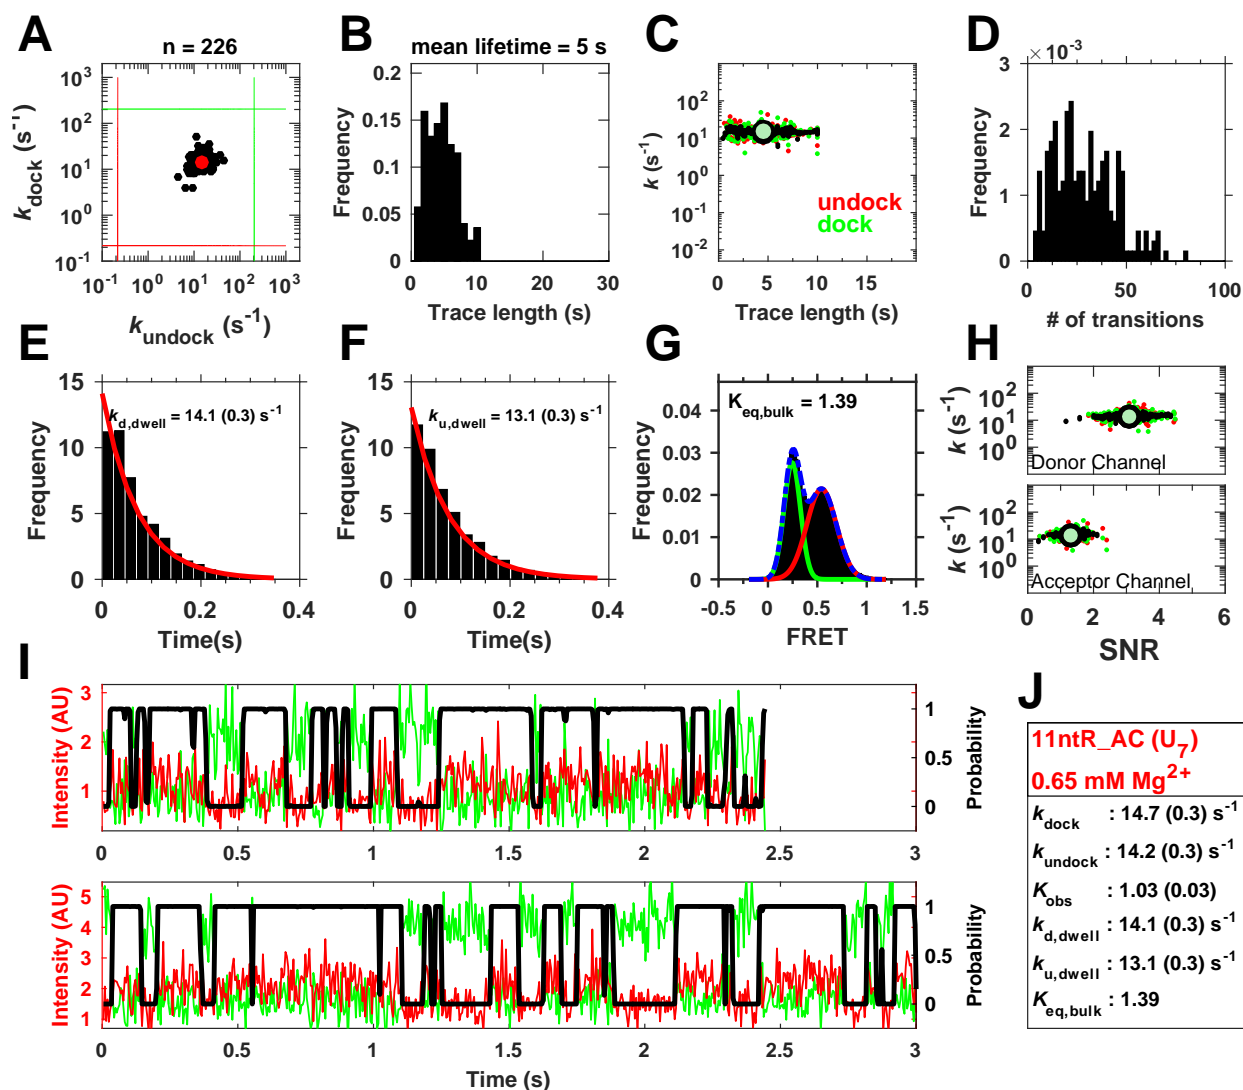 A
n = 226
k_dock (s⁻¹)
10³
10²
10¹
10⁰
10⁻¹
10⁻¹ 10⁰ 10¹ 10² 10³
k_undock (s⁻¹)
B
mean lifetime = 5 s
Frequency
0.2
0.15
0.1
0.05
0
0 10 20 30
Trace length (s)
C
k (s⁻¹)
10²
10¹
10⁰
10⁻¹
10⁻²
undock
dock
0 5 10 15
Trace length (s)
D
× 10⁻³
Frequency
3
2
1
0
0 50 100
# of transitions
E
Frequency
15
10
5
0
k_d,dwell = 14.1 (0.3) s⁻¹
0 0.2 0.4
Time(s)
F
Frequency
15
10
5
0
k_u,dwell = 13.1 (0.3) s⁻¹
0 0.2 0.4
Time(s)
G
Frequency
K_eq,bulk = 1.39
0.04
0.03
0.02
0.01
0
-0.5 0 0.5 1 1.5
FRET
H
k (s⁻¹)
10²
10¹
10⁰
Donor Channel
k (s⁻¹)
10²
10¹
10⁰
Acceptor Channel
0 2 4 6
SNR
I
Intensity (AU)
3
2
1
1
0.5
0
Probability
0 0.5 1 1.5 2 2.5 3
Intensity (AU)
5
4
3
2
1
1
0.5
0
Probability
0 0.5 1 1.5 2 2.5 3
Time (s)
J
11ntR_AC (U₇)
0.65 mM Mg²⁺
k_dock : 14.7 (0.3) s⁻¹
k_undock : 14.2 (0.3) s⁻¹
K_obs : 1.03 (0.03)
k_d,dwell : 14.1 (0.3) s⁻¹
k_u,dwell : 13.1 (0.3) s⁻¹
K_eq,bulk : 1.39